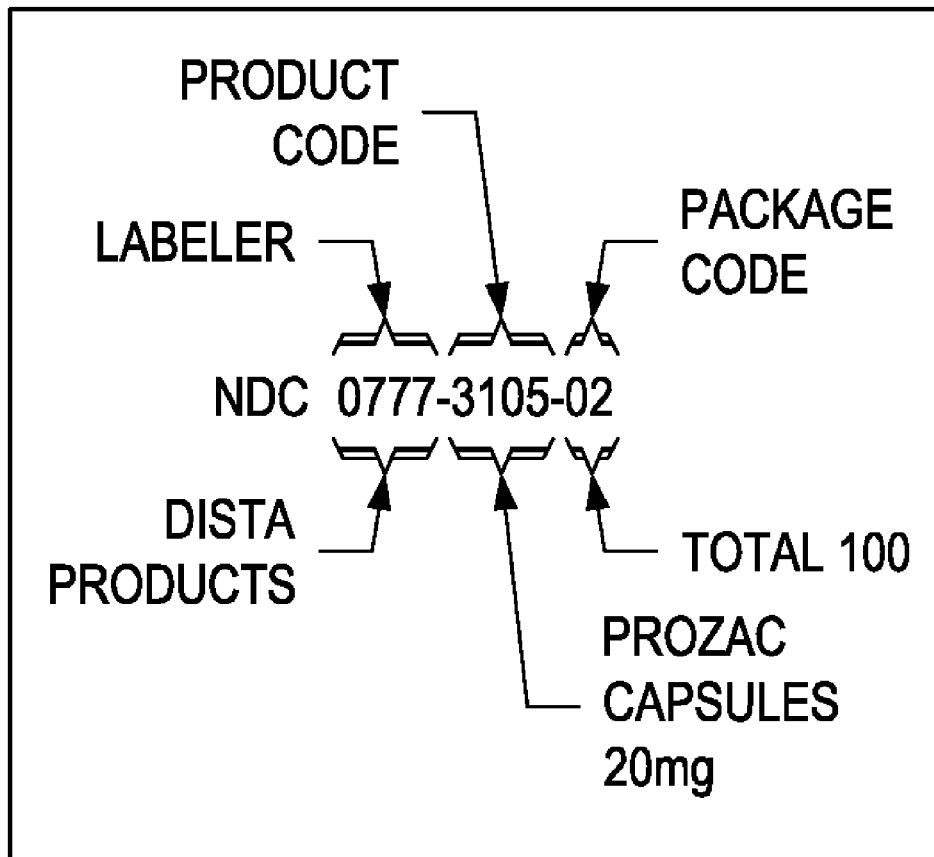 PRODUCT
CODE
LABELER
PACKAGE
CODE
NDC 0777-3105-02
DISTA
PRODUCTS
TOTAL 100
PROZAC
CAPSULES
20mg